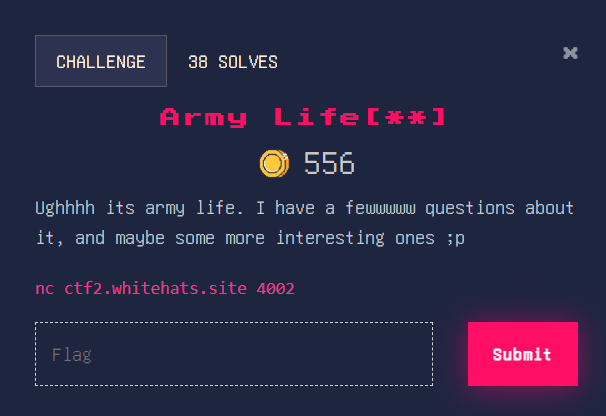 CHALLENGE 38 SOLVES
Army Life[**]
556
Ughhhh its army life. I have a fewwwww questions about
it, and maybe some more interesting ones ;p
nc ctf2.whitehats.site 4002
Flag Submit